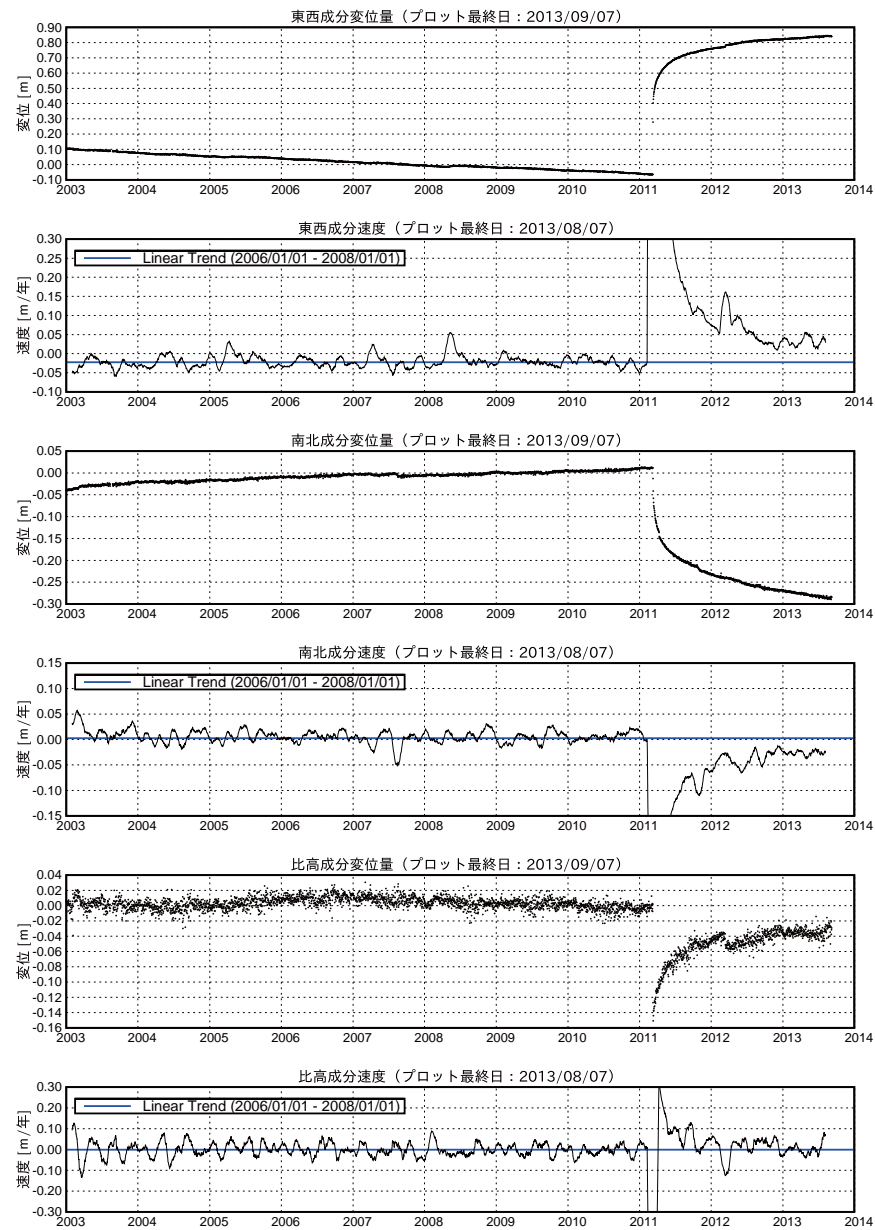 東西成分変位量（プロット最終日：2013/09/07）
変位 [m]
0.90
0.80
0.70
0.60
0.50
0.40
0.30
0.20
0.10
0.00
-0.10
2003 2004 2005 2006 2007 2008 2009 2010 2011 2012 2013 2014
東西成分速度（プロット最終日：2013/08/07）
速度 [m/年]
Linear Trend (2006/01/01 - 2008/01/01)
0.30
0.25
0.20
0.15
0.10
0.05
0.00
-0.05
-0.10
2003 2004 2005 2006 2007 2008 2009 2010 2011 2012 2013 2014
南北成分変位量（プロット最終日：2013/09/07）
変位 [m]
0.05
0.00
-0.05
-0.10
-0.15
-0.20
-0.25
-0.30
2003 2004 2005 2006 2007 2008 2009 2010 2011 2012 2013 2014
南北成分速度（プロット最終日：2013/08/07）
速度 [m/年]
Linear Trend (2006/01/01 - 2008/01/01)
0.15
0.10
0.05
0.00
-0.05
-0.10
-0.15
2003 2004 2005 2006 2007 2008 2009 2010 2011 2012 2013 2014
比高成分変位量（プロット最終日：2013/09/07）
変位 [m]
0.04
0.02
0.00
-0.02
-0.04
-0.06
-0.08
-0.10
-0.12
-0.14
-0.16
2003 2004 2005 2006 2007 2008 2009 2010 2011 2012 2013 2014
比高成分速度（プロット最終日：2013/08/07）
速度 [m/年]
Linear Trend (2006/01/01 - 2008/01/01)
0.30
0.20
0.10
0.00
-0.10
-0.20
-0.30
2003 2004 2005 2006 2007 2008 2009 2010 2011 2012 2013 2014